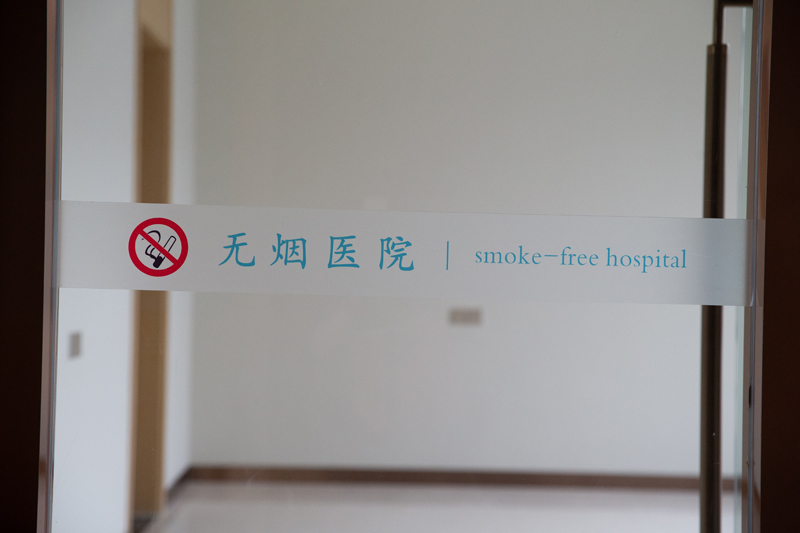 无烟医院 | smoke-free hospital